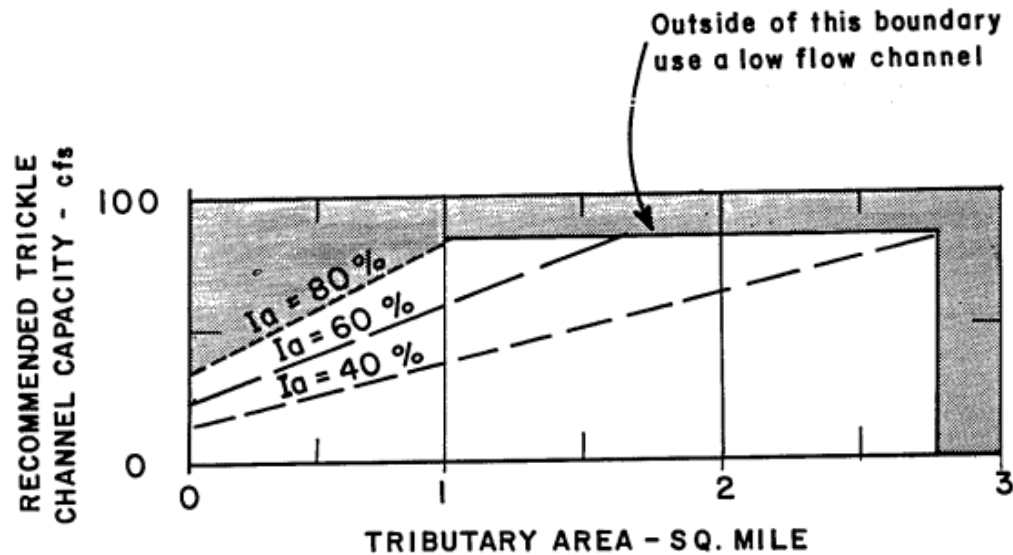 Outside of this boundary
use a low flow channel
RECOMMENDED TRICKLE
CHANNEL CAPACITY - cfs
100
0
Ia = 80 %
Ia = 60 %
Ia = 40 %
0 1 2 3
TRIBUTARY AREA - SQ. MILE